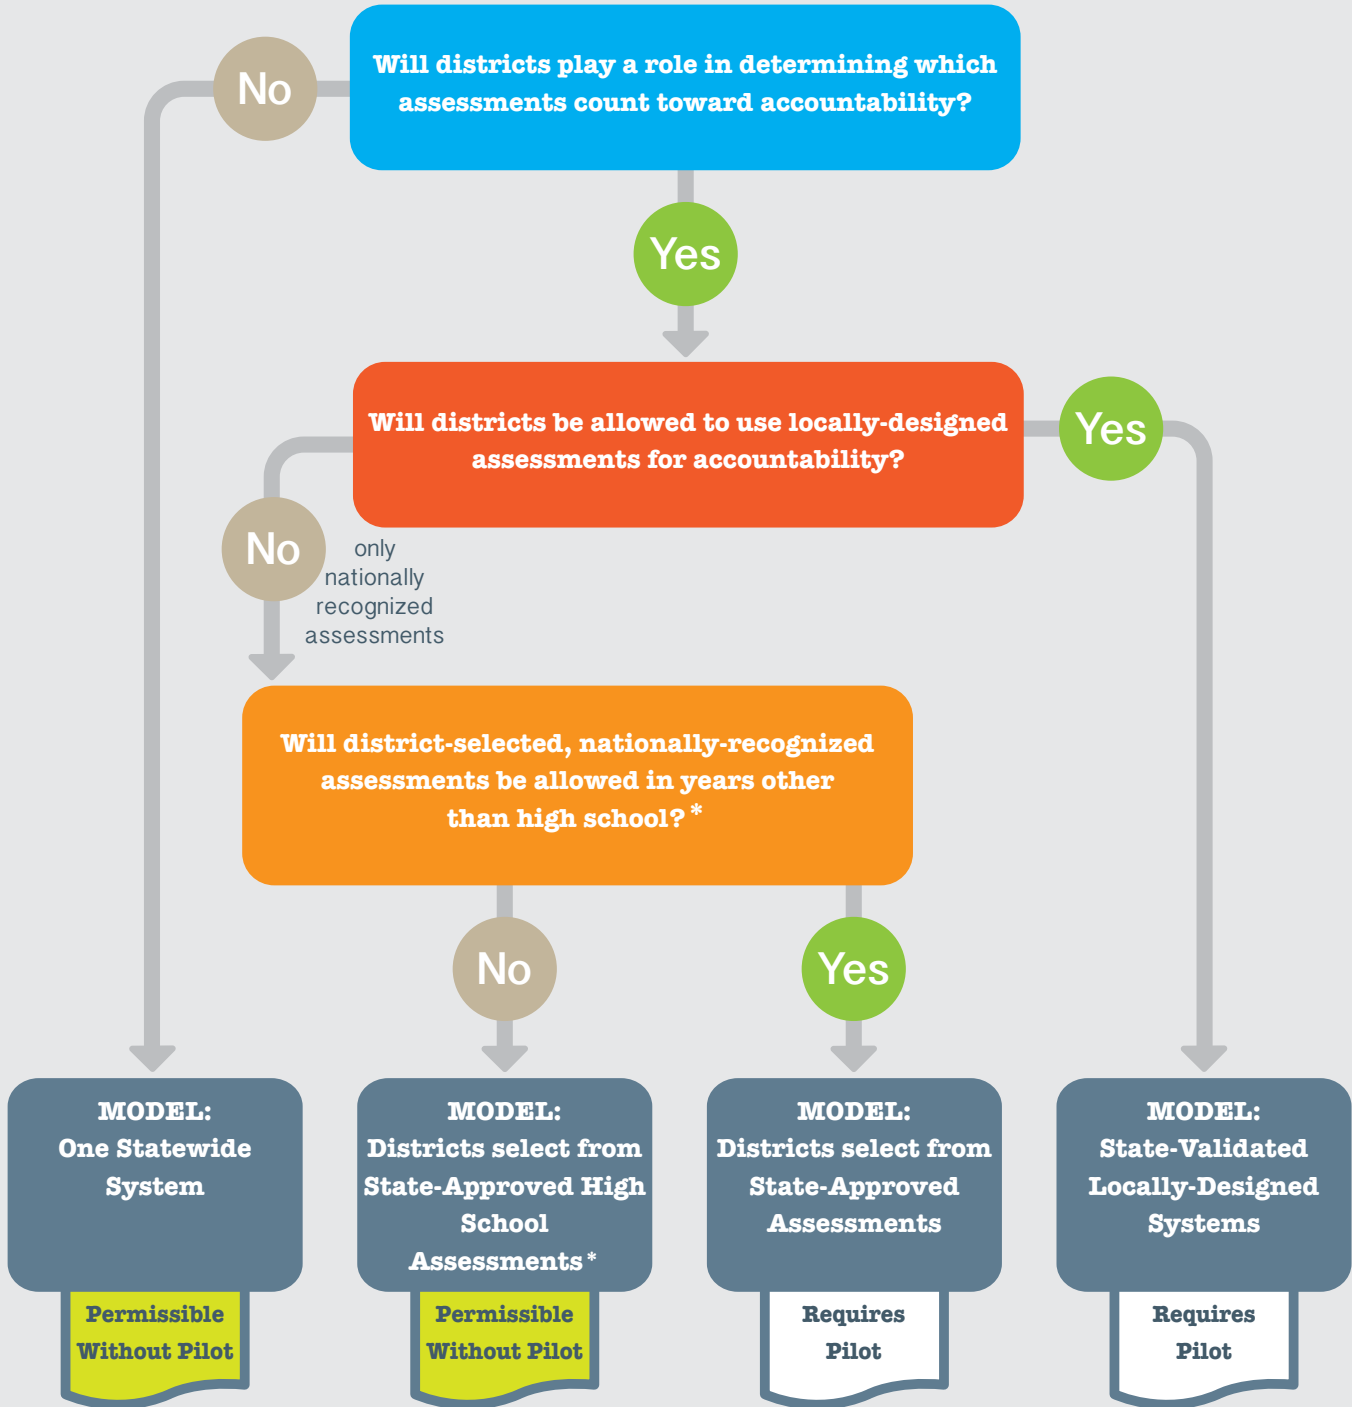 Will districts play a role in determining which
assessments count toward accountability?
No
Yes
Will districts be allowed to use locally-designed
assessments for accountability?
Yes
No
only
nationally
recognized
assessments
Will district-selected, nationally-recognized
assessments be allowed in years other
than high school?*
No
Yes
MODEL:
One Statewide
System
Permissible
Without Pilot
MODEL:
Districts select from
State-Approved High
School
Assessments*
Permissible
Without Pilot
MODEL:
Districts select from
State-Approved
Assessments
Requires
Pilot
MODEL:
State-Validated
Locally-Designed
Systems
Requires
Pilot